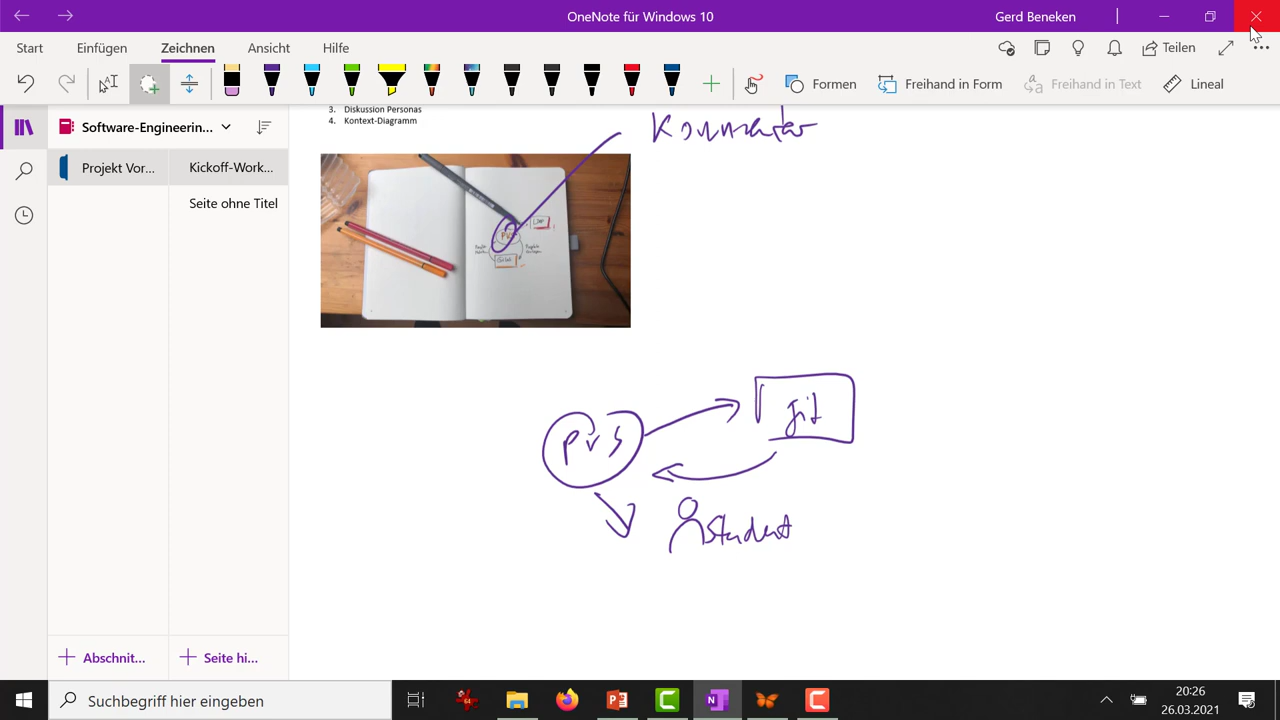 OneNote für Windows 10
Gerd Beneken
Start
Einfügen
Zeichnen
Ansicht
Hilfe
Teilen
Formen
Freihand in Form
Freihand in Text
Lineal
Software-Engineerin...
Projekt Vor...
Kickoff-Work...
Seite ohne Titel
3. Diskussion Personas
4. Kontext-Diagramm
Kommentar
PVS
git
Student
Abschnit...
Seite hi...
Suchbegriff hier eingeben
20:26
26.03.2021